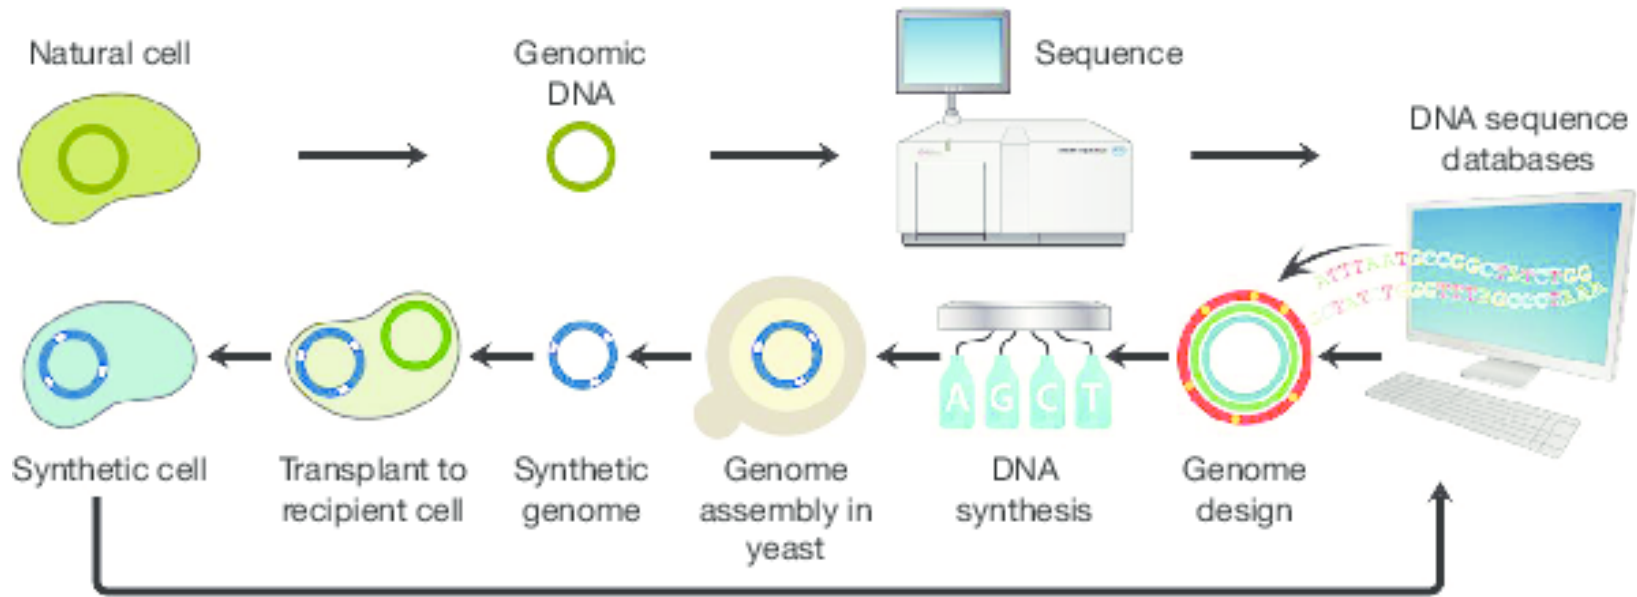 Natural cell
Genomic
DNA
Sequence
DNA sequence
databases
A G C T
Synthetic cell
Transplant to
recipient cell
Synthetic
genome
Genome
assembly in
yeast
DNA
synthesis
Genome
design